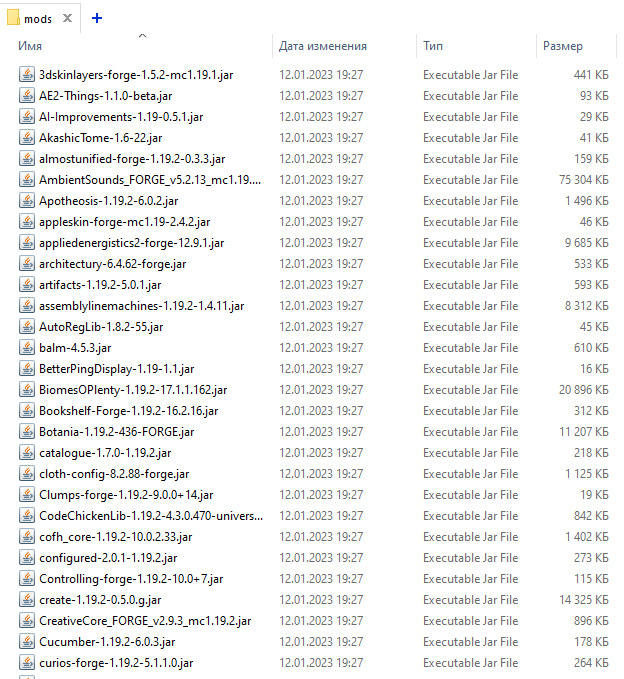 mods
Имя Дата изменения Тип Размер
3dskinlayers-forge-1.5.2-mc1.19.1.jar 12.01.2023 19:27 Executable Jar File 441 КБ
AE2-Things-1.1.0-beta.jar 12.01.2023 19:27 Executable Jar File 93 КБ
AI-Improvements-1.19-0.5.1.jar 12.01.2023 19:27 Executable Jar File 29 КБ
AkashicTome-1.6-22.jar 12.01.2023 19:27 Executable Jar File 41 КБ
almostunified-forge-1.19.2-0.3.3.jar 12.01.2023 19:27 Executable Jar File 159 КБ
AmbientSounds_FORGE_v5.2.13_mc1.19.... 12.01.2023 19:27 Executable Jar File 75 304 КБ
Apotheosis-1.19.2-6.0.2.jar 12.01.2023 19:27 Executable Jar File 1 496 КБ
appleskin-forge-mc1.19-2.4.2.jar 12.01.2023 19:27 Executable Jar File 46 КБ
appliedenergistics2-forge-12.9.1.jar 12.01.2023 19:27 Executable Jar File 9 685 КБ
architectury-6.4.62-forge.jar 12.01.2023 19:27 Executable Jar File 533 КБ
artifacts-1.19.2-5.0.1.jar 12.01.2023 19:27 Executable Jar File 593 КБ
assemblylinemachines-1.19.2-1.4.11.jar 12.01.2023 19:27 Executable Jar File 8 312 КБ
AutoRegLib-1.8.2-55.jar 12.01.2023 19:27 Executable Jar File 45 КБ
balm-4.5.3.jar 12.01.2023 19:27 Executable Jar File 610 КБ
BetterPingDisplay-1.19-1.1.jar 12.01.2023 19:27 Executable Jar File 16 КБ
BiomesOPlenty-1.19.2-17.1.1.162.jar 12.01.2023 19:27 Executable Jar File 20 896 КБ
Bookshelf-Forge-1.19.2-16.2.16.jar 12.01.2023 19:27 Executable Jar File 312 КБ
Botania-1.19.2-436-FORGE.jar 12.01.2023 19:27 Executable Jar File 11 207 КБ
catalogue-1.7.0-1.19.2.jar 12.01.2023 19:27 Executable Jar File 218 КБ
cloth-config-8.2.88-forge.jar 12.01.2023 19:27 Executable Jar File 1 125 КБ
Clumps-forge-1.19.2-9.0.0+14.jar 12.01.2023 19:27 Executable Jar File 19 КБ
CodeChickenLib-1.19.2-4.3.0.470-univers... 12.01.2023 19:27 Executable Jar File 842 КБ
cofh_core-1.19.2-10.0.2.33.jar 12.01.2023 19:27 Executable Jar File 1 402 КБ
configured-2.0.1-1.19.2.jar 12.01.2023 19:27 Executable Jar File 273 КБ
Controlling-forge-1.19.2-10.0+7.jar 12.01.2023 19:27 Executable Jar File 115 КБ
create-1.19.2-0.5.0.g.jar 12.01.2023 19:27 Executable Jar File 14 325 КБ
CreativeCore_FORGE_v2.9.3_mc1.19.2.jar 12.01.2023 19:27 Executable Jar File 896 КБ
Cucumber-1.19.2-6.0.3.jar 12.01.2023 19:27 Executable Jar File 178 КБ
curios-forge-1.19.2-5.1.1.0.jar 12.01.2023 19:27 Executable Jar File 264 КБ